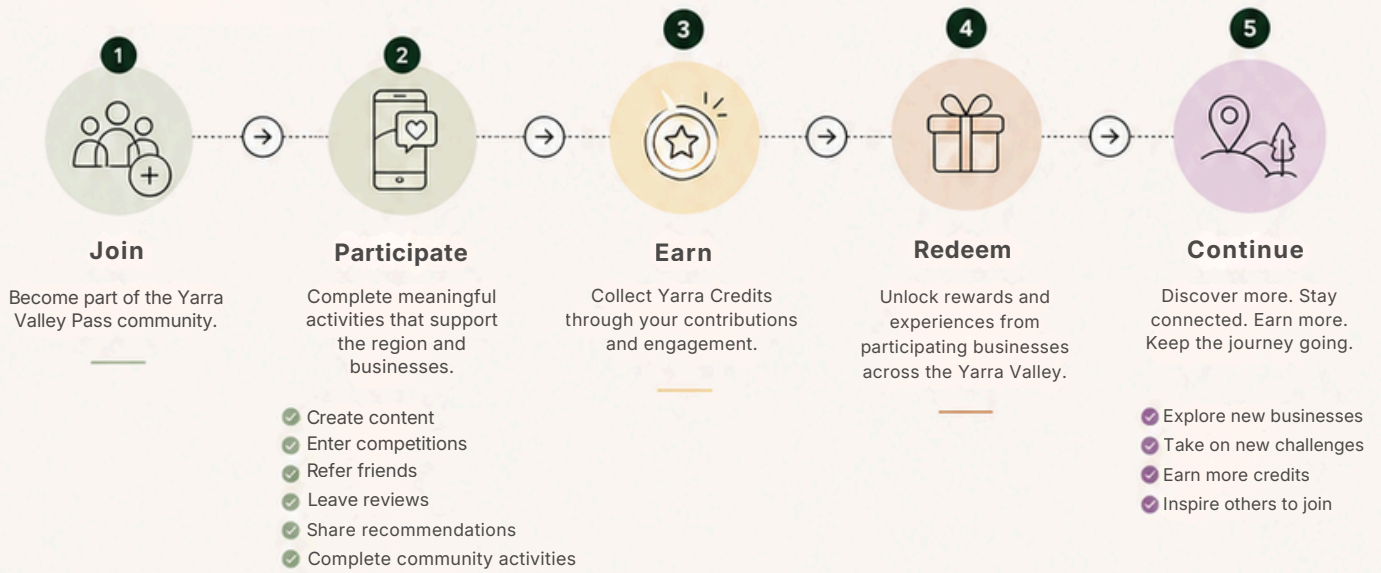 1
Join
Become part of the Yarra
Valley Pass community.
2
Participate
Complete meaningful
activities that support
the region and
businesses.
Create content
Enter competitions
Refer friends
Leave reviews
Share recommendations
Complete community activities
3
Earn
Collect Yarra Credits
through your contributions
and engagement.
4
Redeem
Unlock rewards and
experiences from
participating businesses
across the Yarra Valley.
5
Continue
Discover more. Stay
connected. Earn more.
Keep the journey going.
Explore new businesses
Take on new challenges
Earn more credits
Inspire others to join